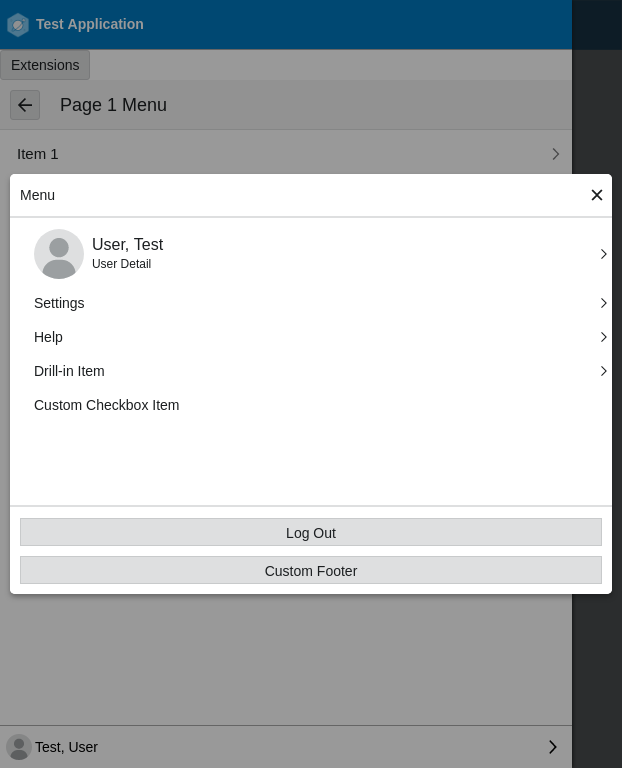 Test Application
Extensions
Page 1 Menu
Item 1
Menu
User, Test
User Detail
Settings
Help
Drill-in Item
Custom Checkbox Item
Log Out
Custom Footer
Test, User